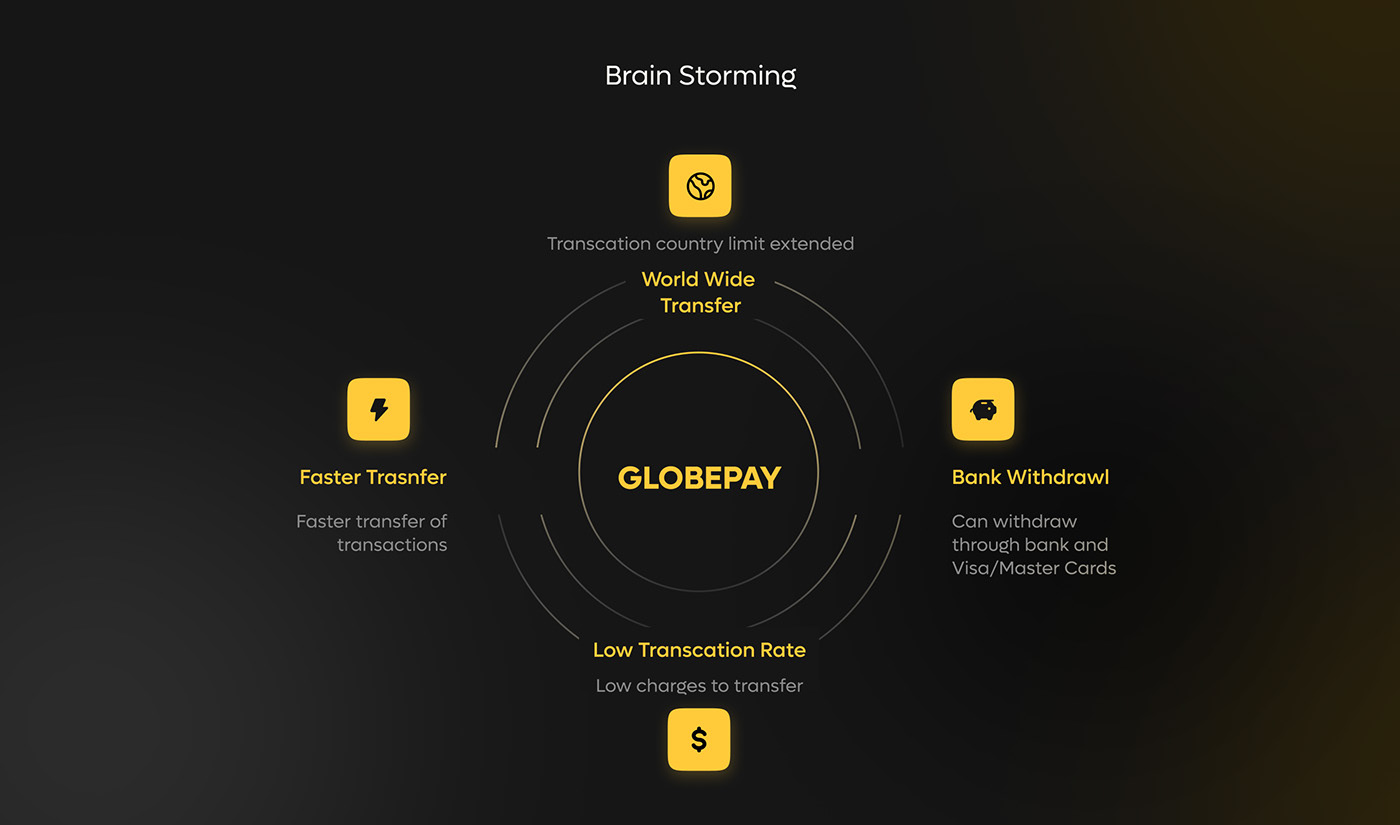 Brain Storming
Transcation country limit extended
World Wide
Transfer
Faster Trasnfer
Faster transfer of
transactions
GLOBEPAY
Bank Withdrawl
Can withdraw
through bank and
Visa/Master Cards
Low Transcation Rate
Low charges to transfer
$